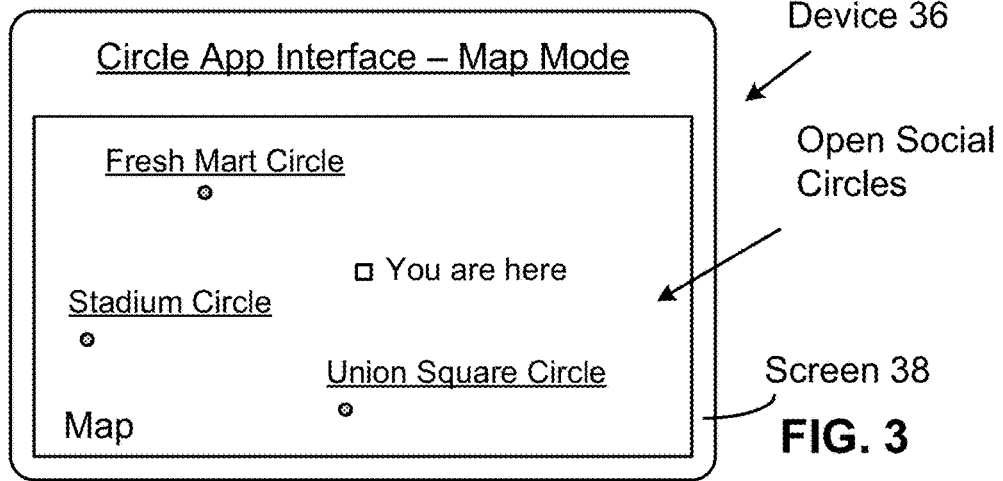 Device 36
Circle App Interface – Map Mode
Open Social
Circles
Fresh Mart Circle
You are here
Stadium Circle
Union Square Circle
Screen 38
Map
FIG. 3